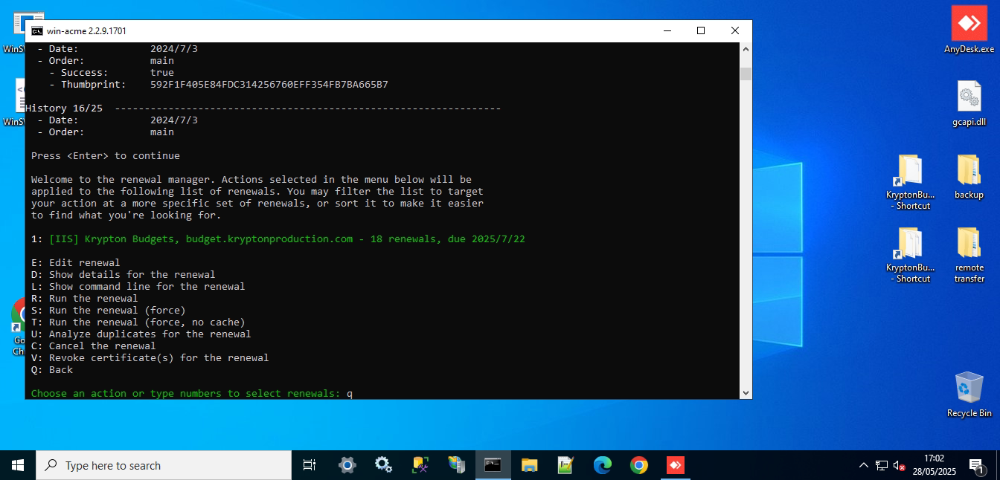 win-acme 2.2.9.1701
- Date: 2024/7/3
- Order: main
- Success: true
- Thumbprint: 592F1F405E84FDC314256760EFF354FB7BA665B7
History 16/25 -----------------------------------------------------------------
- Date: 2024/7/3
- Order: main
Press <Enter> to continue
Welcome to the renewal manager. Actions selected in the menu below will be
applied to the following list of renewals. You may filter the list to target
your action at a more specific set of renewals, or sort it to make it easier
to find what you're looking for.
1: [IIS] Krypton Budgets, budget.kryptonproduction.com - 18 renewals, due 2025/7/22
E: Edit renewal
D: Show details for the renewal
L: Show command line for the renewal
R: Run the renewal
S: Run the renewal (force)
T: Run the renewal (force, no cache)
U: Analyze duplicates for the renewal
C: Cancel the renewal
V: Revoke certificate(s) for the renewal
Q: Back
Choose an action or type numbers to select renewals: q
AnyDesk.exe
gcapi.dll
KryptonBu...
- Shortcut
backup
KryptonBu...
- Shortcut
remote
transfer
Recycle Bin
Type here to search
17:02
28/05/2025
1